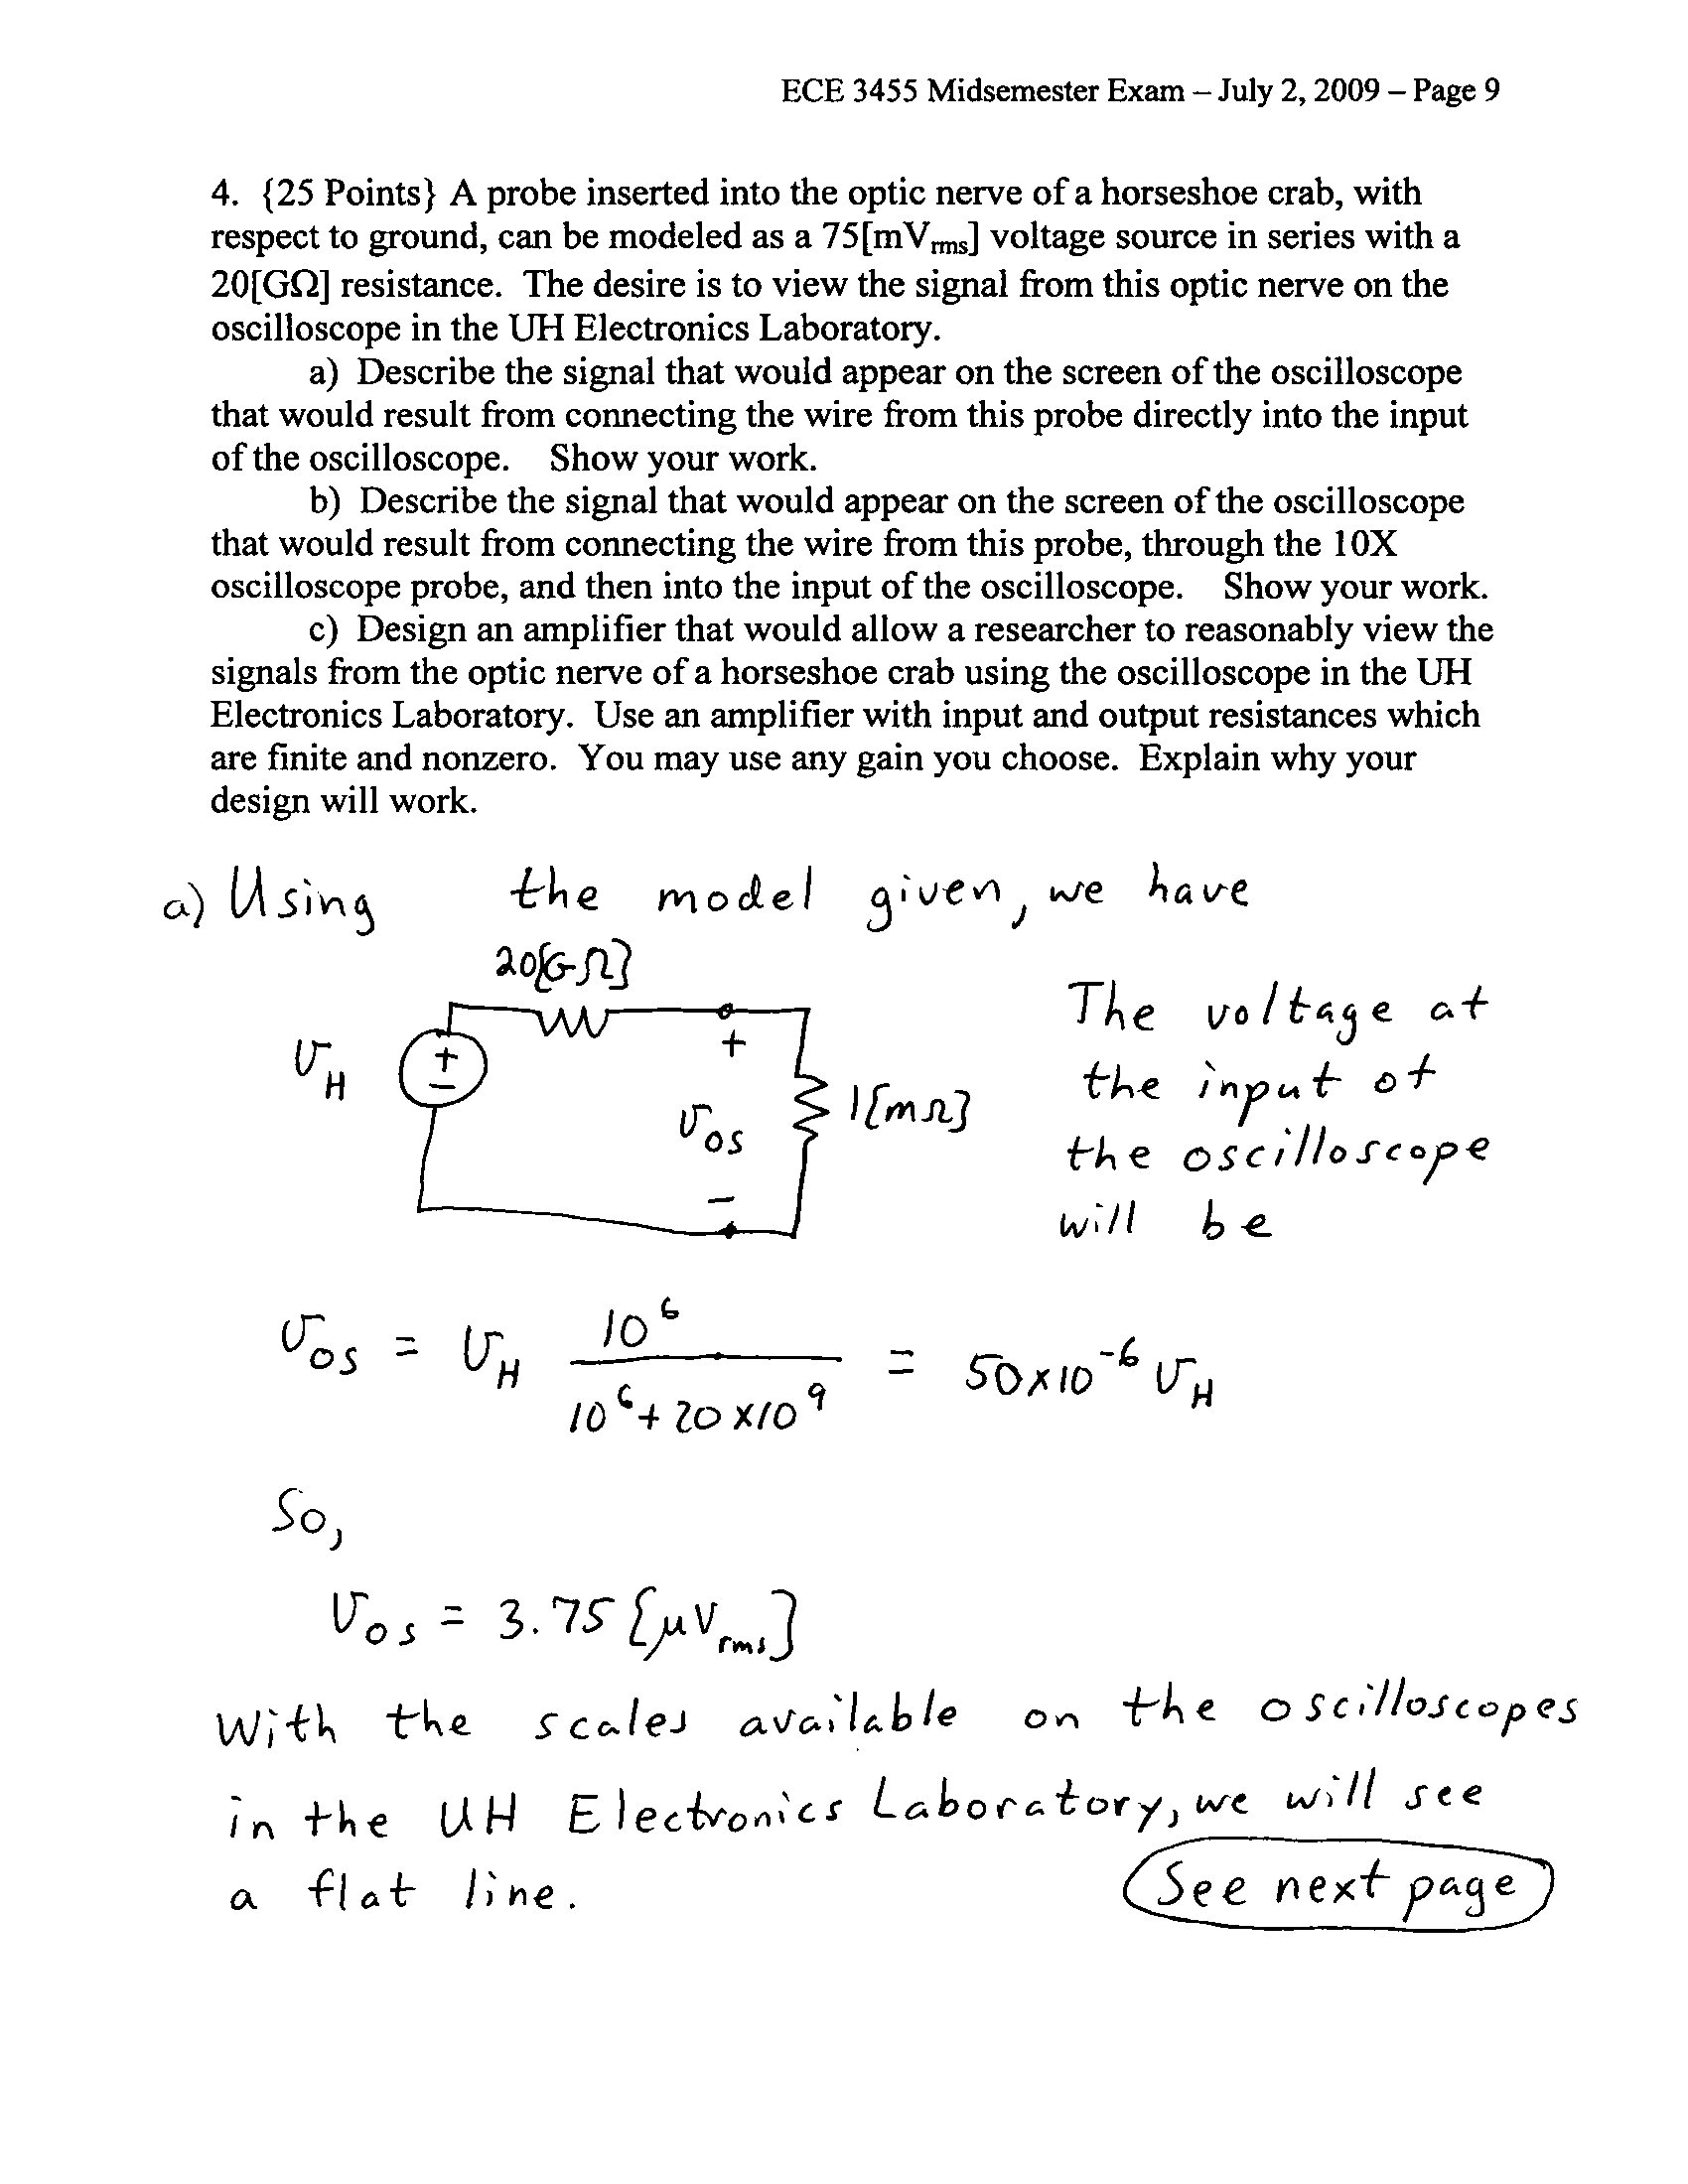 ECE 3455 Midsemester Exam – July 2, 2009 – Page 9
4. {25 Points} A probe inserted into the optic nerve of a horseshoe crab, with
respect to ground, can be modeled as a 75[mVrms] voltage source in series with a
20[GΩ] resistance. The desire is to view the signal from this optic nerve on the
oscilloscope in the UH Electronics Laboratory.
a) Describe the signal that would appear on the screen of the oscilloscope
that would result from connecting the wire from this probe directly into the input
of the oscilloscope. Show your work.
b) Describe the signal that would appear on the screen of the oscilloscope
that would result from connecting the wire from this probe, through the 10X
oscilloscope probe, and then into the input of the oscilloscope. Show your work.
c) Design an amplifier that would allow a researcher to reasonably view the
signals from the optic nerve of a horseshoe crab using the oscilloscope in the UH
Electronics Laboratory. Use an amplifier with input and output resistances which
are finite and nonzero. You may use any gain you choose. Explain why your
design will work.
a) Using the model given, we have
20[GΩ]
vH
+
−
+
vos
−
1[mΩ]
The voltage at
the input of
the oscilloscope
will be
vos = vH 10^6 / (10^6 + 20x10^9) = 50x10^-6 vH
So,
vos = 3.75 [μVrms]
With the scales available on the oscilloscopes
in the UH Electronics Laboratory, we will see
a flat line.
See next page